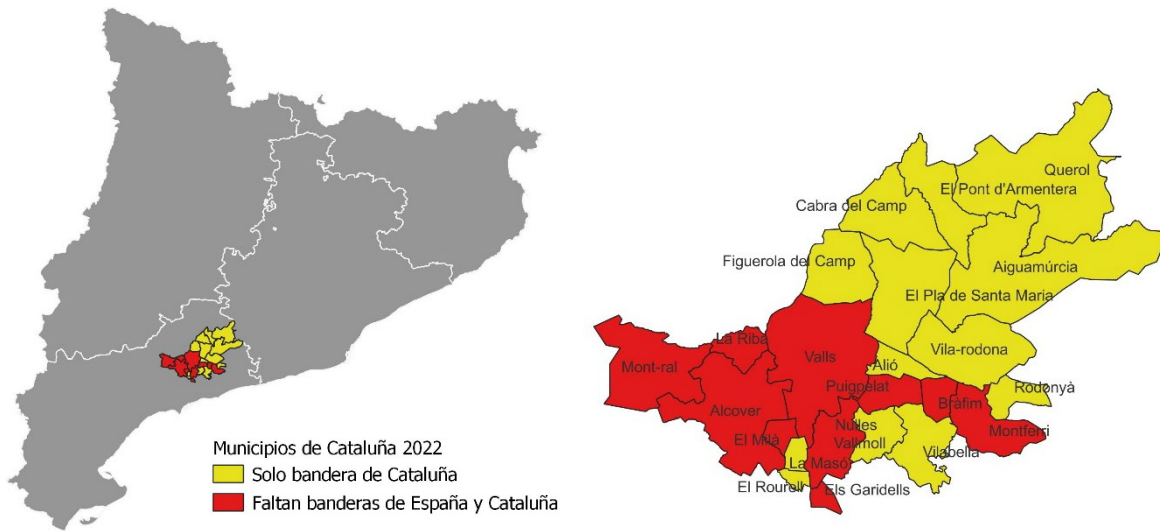 Municipios de Cataluña 2022
Solo bandera de Cataluña
Faltan banderas de España y Cataluña
Querol
El Pont d'Armentera
Cabra del Camp
Figuerola del Camp
Aiguamúrcia
El Pla de Santa Maria
La Riba
Valls
Vila-rodona
Mont-ral
Alió
Puigpelat
Rodonyà
Alcover
Bràfim
El Milà
Nulles
Montferri
Vallmoll
Vilabella
La Masó
El Rourell
Els Garidells